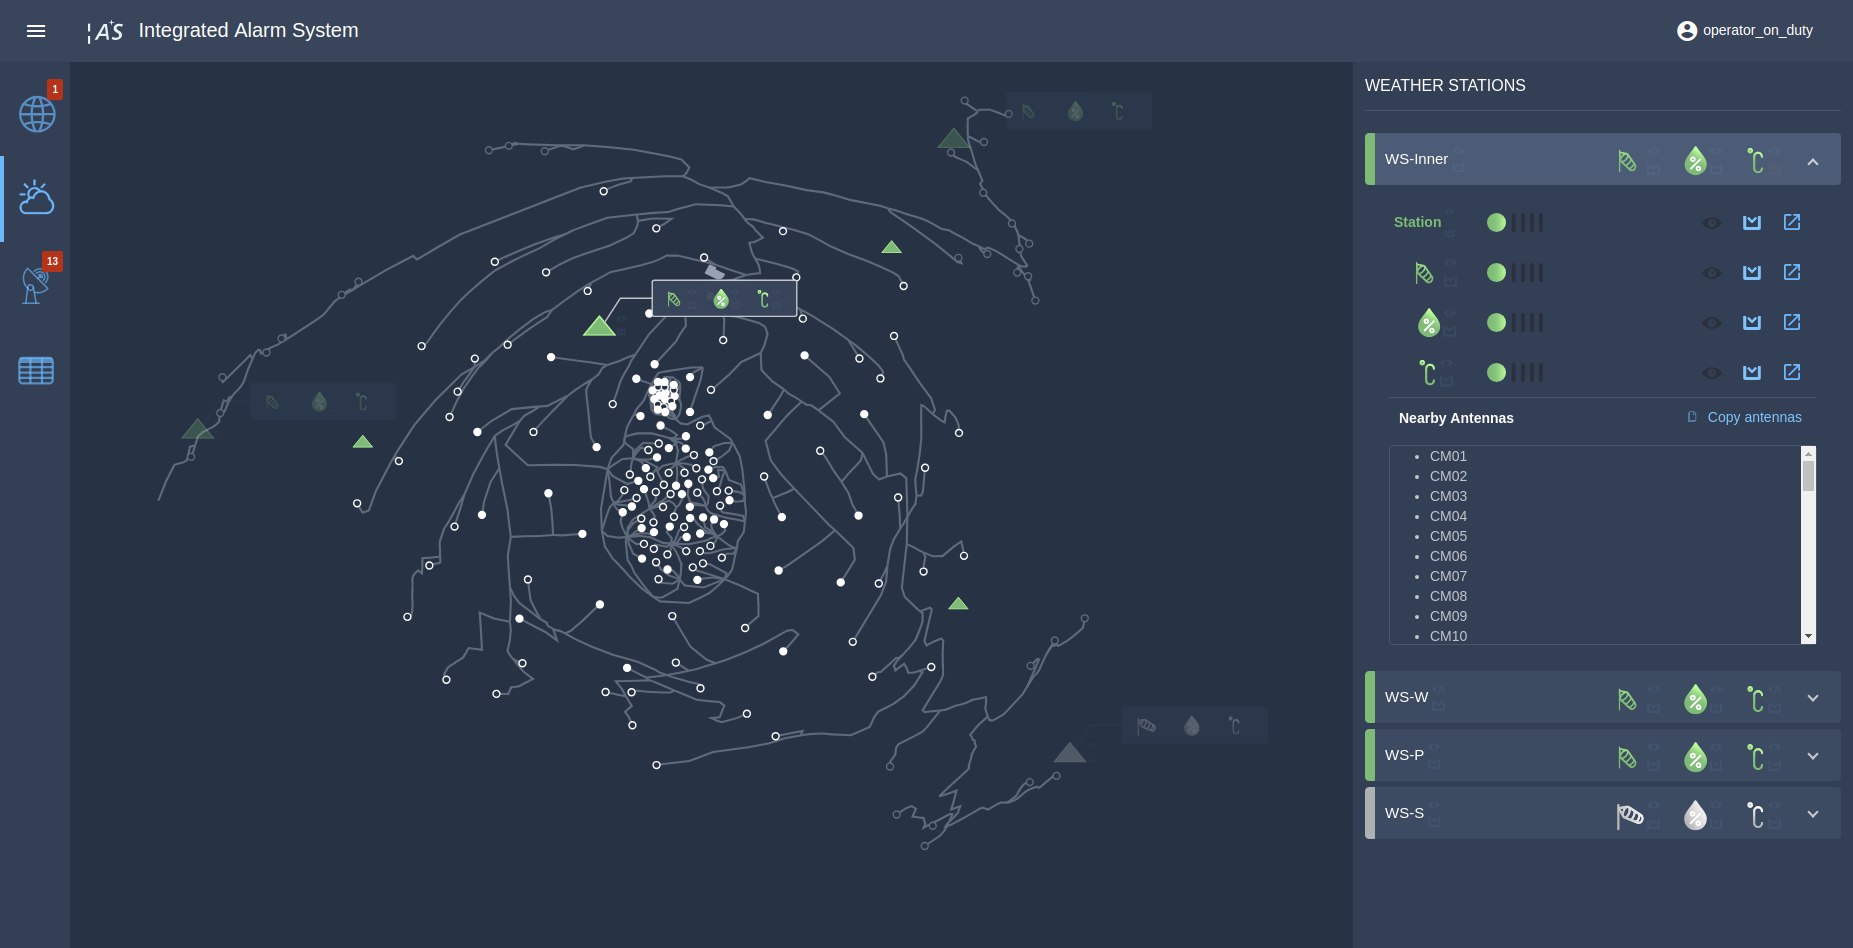 IAS
Integrated Alarm System
operator_on_duty
1
13
WEATHER STATIONS
WS-Inner
Station
Nearby Antennas
Copy antennas
CM01
CM02
CM03
CM04
CM05
CM06
CM07
CM08
CM09
CM10
WS-W
WS-P
WS-S